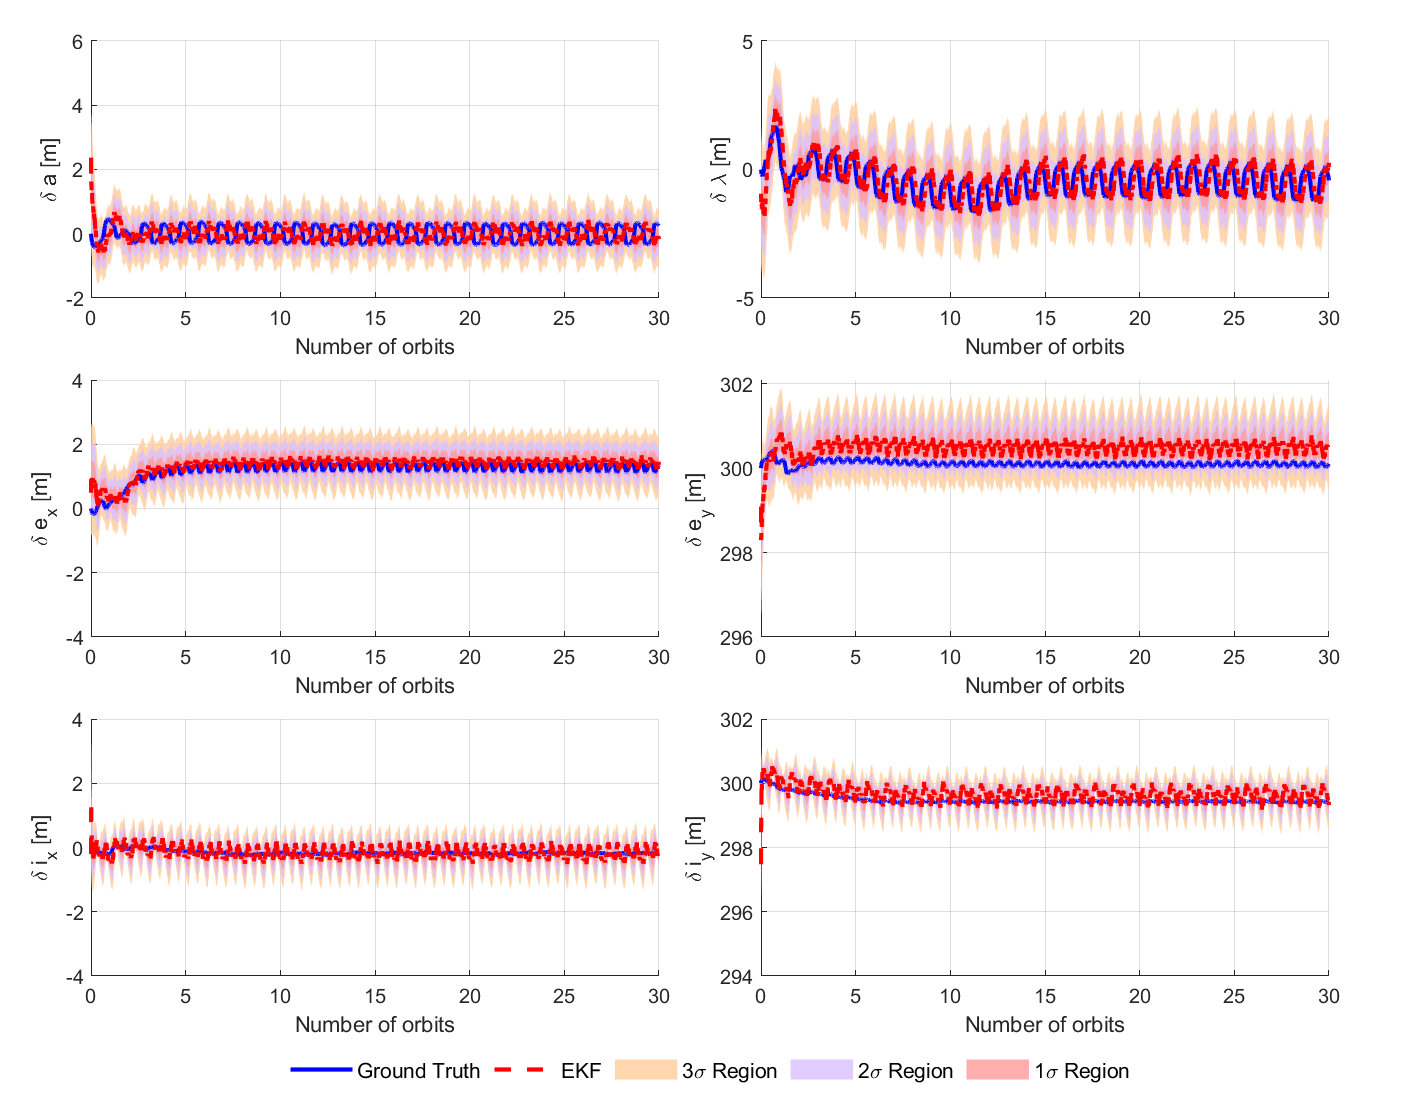 6
4
2
0
-2
δ a [m]
0 5 10 15 20 25 30
Number of orbits
5
0
-5
δ λ [m]
0 5 10 15 20 25 30
Number of orbits
4
2
0
-2
-4
δ e_x [m]
0 5 10 15 20 25 30
Number of orbits
302
300
298
296
δ e_y [m]
0 5 10 15 20 25 30
Number of orbits
4
2
0
-2
-4
δ i_x [m]
0 5 10 15 20 25 30
Number of orbits
302
300
298
296
294
δ i_y [m]
0 5 10 15 20 25 30
Number of orbits
Ground Truth EKF 3σ Region 2σ Region 1σ Region